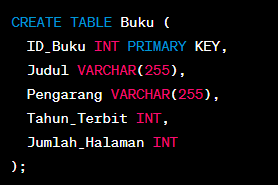 CREATE TABLE Buku (
  ID_Buku INT PRIMARY KEY,
  Judul VARCHAR(255),
  Pengarang VARCHAR(255),
  Tahun_Terbit INT,
  Jumlah_Halaman INT
);